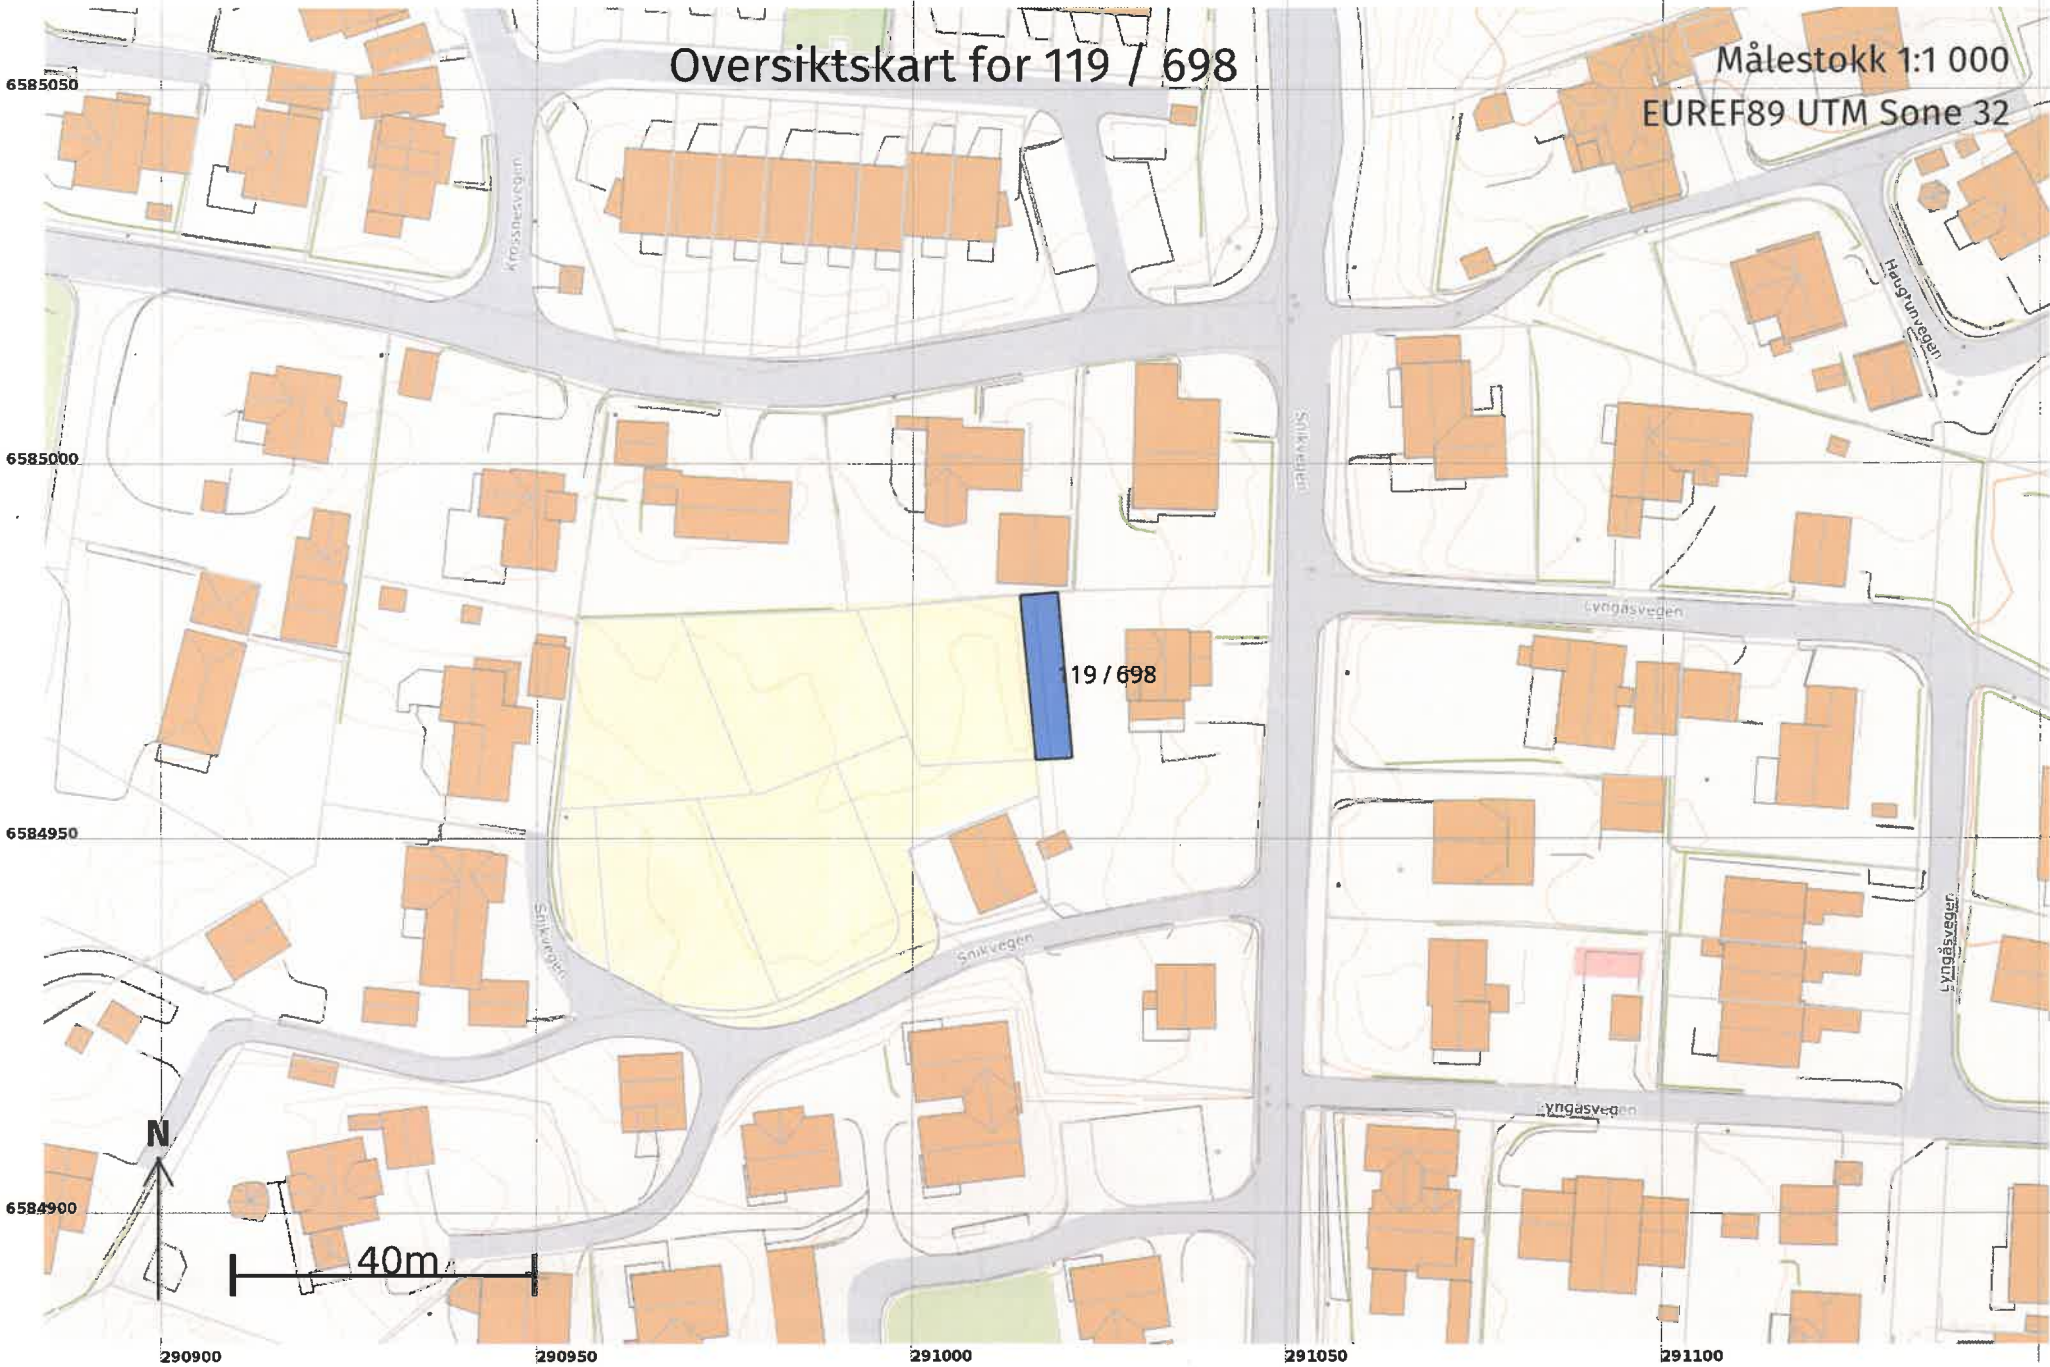 Oversiktskart for 119 / 698
Målestokk 1:1 000
EUREF89 UTM Sone 32
6585050
6585000
6584950
6584900
Krossnesvegen
Haugtunvegen
Snikvegen
Lyngåsvegen
119 / 698
Snikvegen
Snikvegen
Lyngåsvegen
Lyngåsvegen
N
40m
290900
290950
291000
291050
291100